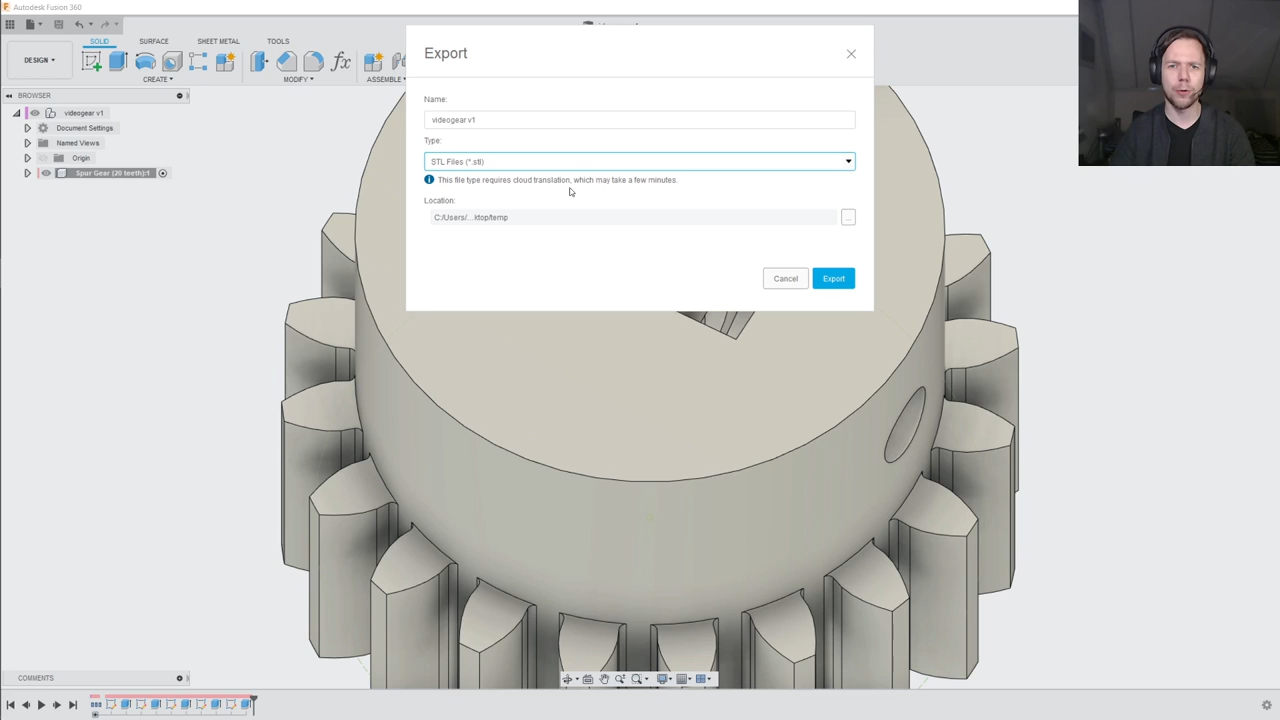 Autodesk Fusion 360
SOLID
SURFACE
SHEET METAL
TOOLS
DESIGN
CREATE
MODIFY
ASSEMBLE
BROWSER
videogear v1
Document Settings
Named Views
Origin
Spur Gear (20 teeth):1
Export
Name:
videogear v1
Type:
STL Files (*.stl)
This file type requires cloud translation, which may take a few minutes.
Location:
C:/Users/...ktop/temp
...
Cancel
Export
COMMENTS